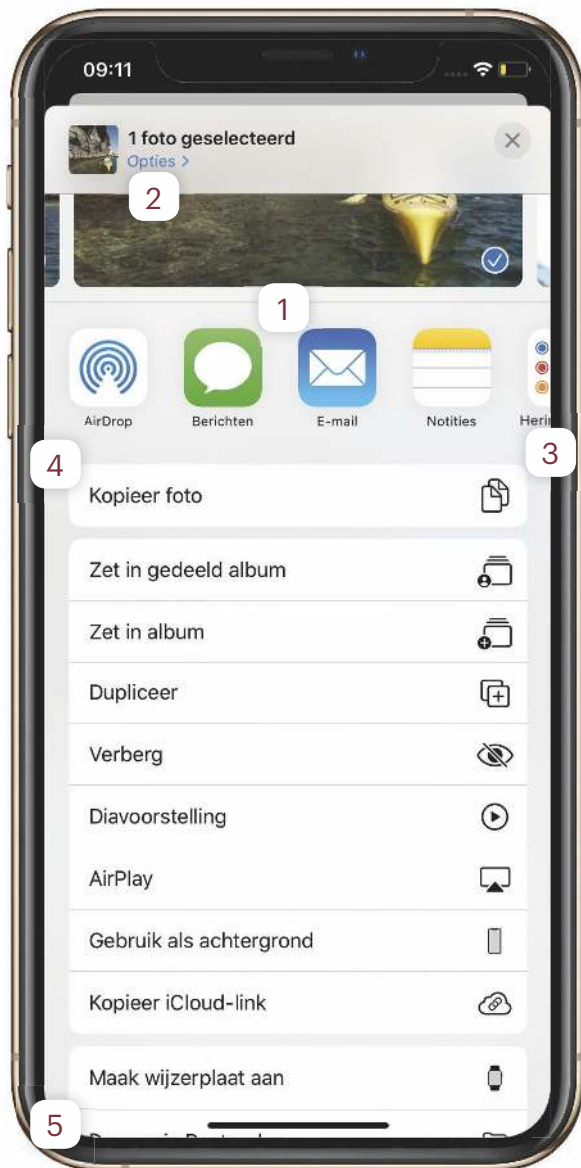 09:11
1 foto geselecteerd
Opties >
2
1
AirDrop
Berichten
E-mail
Notities
4
3
Kopieer foto
Zet in gedeeld album
Zet in album
Dupliceer
Verberg
Diavoorstelling
AirPlay
Gebruik als achtergrond
Kopieer iCloud-link
Maak wijzerplaat aan
5